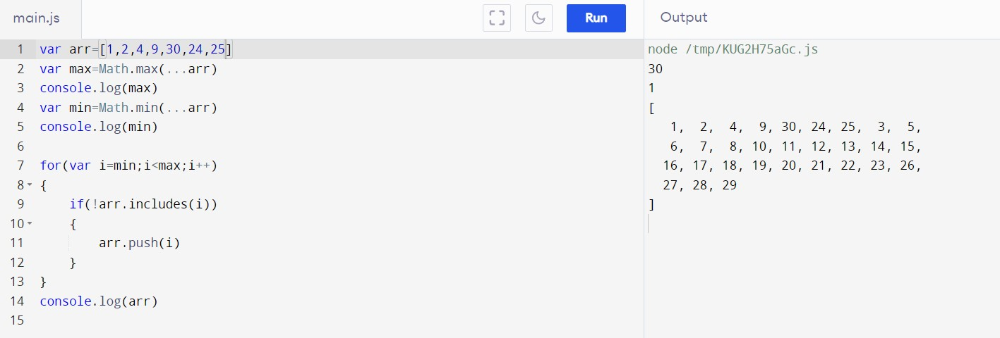 main.js
Run
Output
1 var arr=[1,2,4,9,30,24,25]
2 var max=Math.max(...arr)
3 console.log(max)
4 var min=Math.min(...arr)
5 console.log(min)
6
7 for(var i=min;i<max;i++)
8 {
9     if(!arr.includes(i))
10     {
11         arr.push(i)
12     }
13 }
14 console.log(arr)
15
node /tmp/KUG2H75aGc.js
30
1
[
   1,  2,  4,  9, 30, 24, 25,  3,  5,
   6,  7,  8, 10, 11, 12, 13, 14, 15,
  16, 17, 18, 19, 20, 21, 22, 23, 26,
  27, 28, 29
]